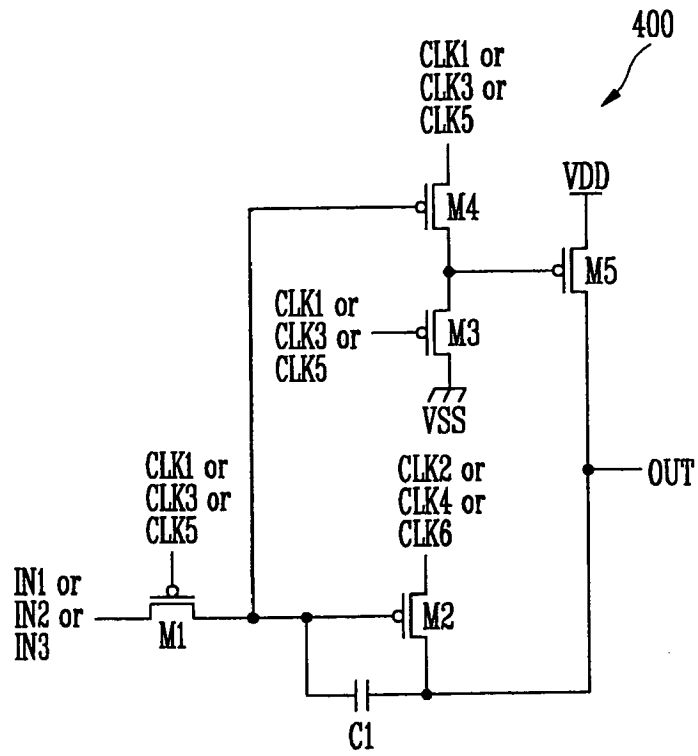 400
CLK1 or
CLK3 or
CLK5
VDD
M4
M5
CLK1 or
CLK3 or
CLK5
M3
VSS
CLK1 or
CLK3 or
CLK5
CLK2 or
CLK4 or
CLK6
OUT
IN1 or
IN2 or
IN3
M1
M2
C1